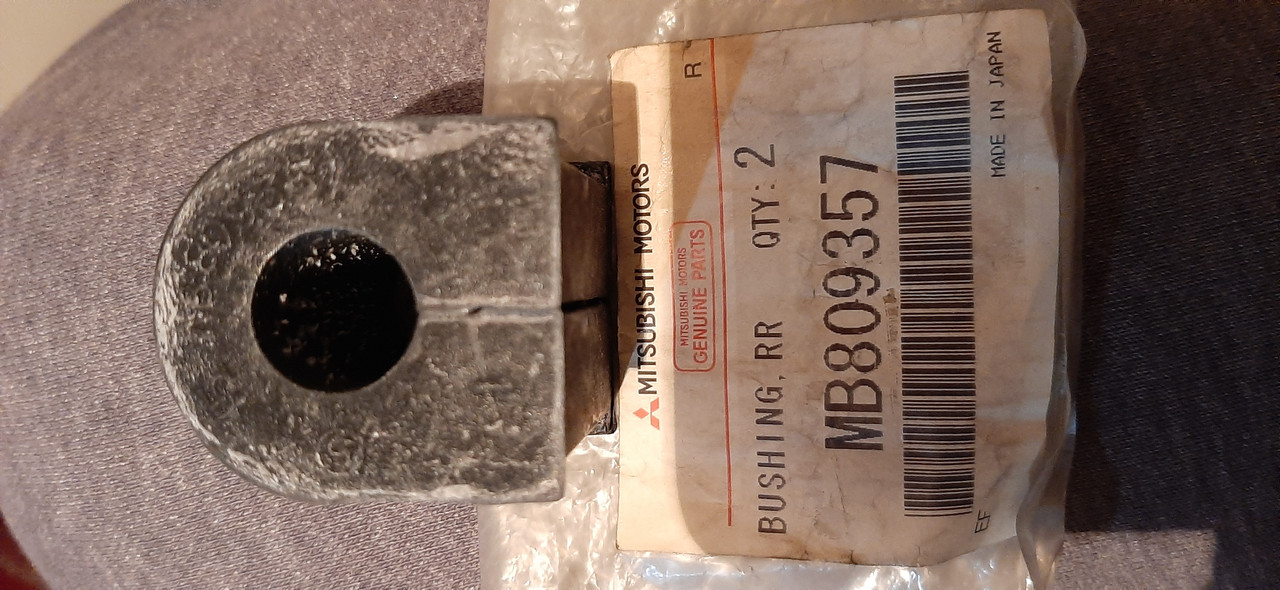 MITSUBISHI MOTORS
R
MITSUBISHI MOTORS
GENUINE PARTS
BUSHING, RR QTY: 2
MB809357
EF MADE IN JAPAN